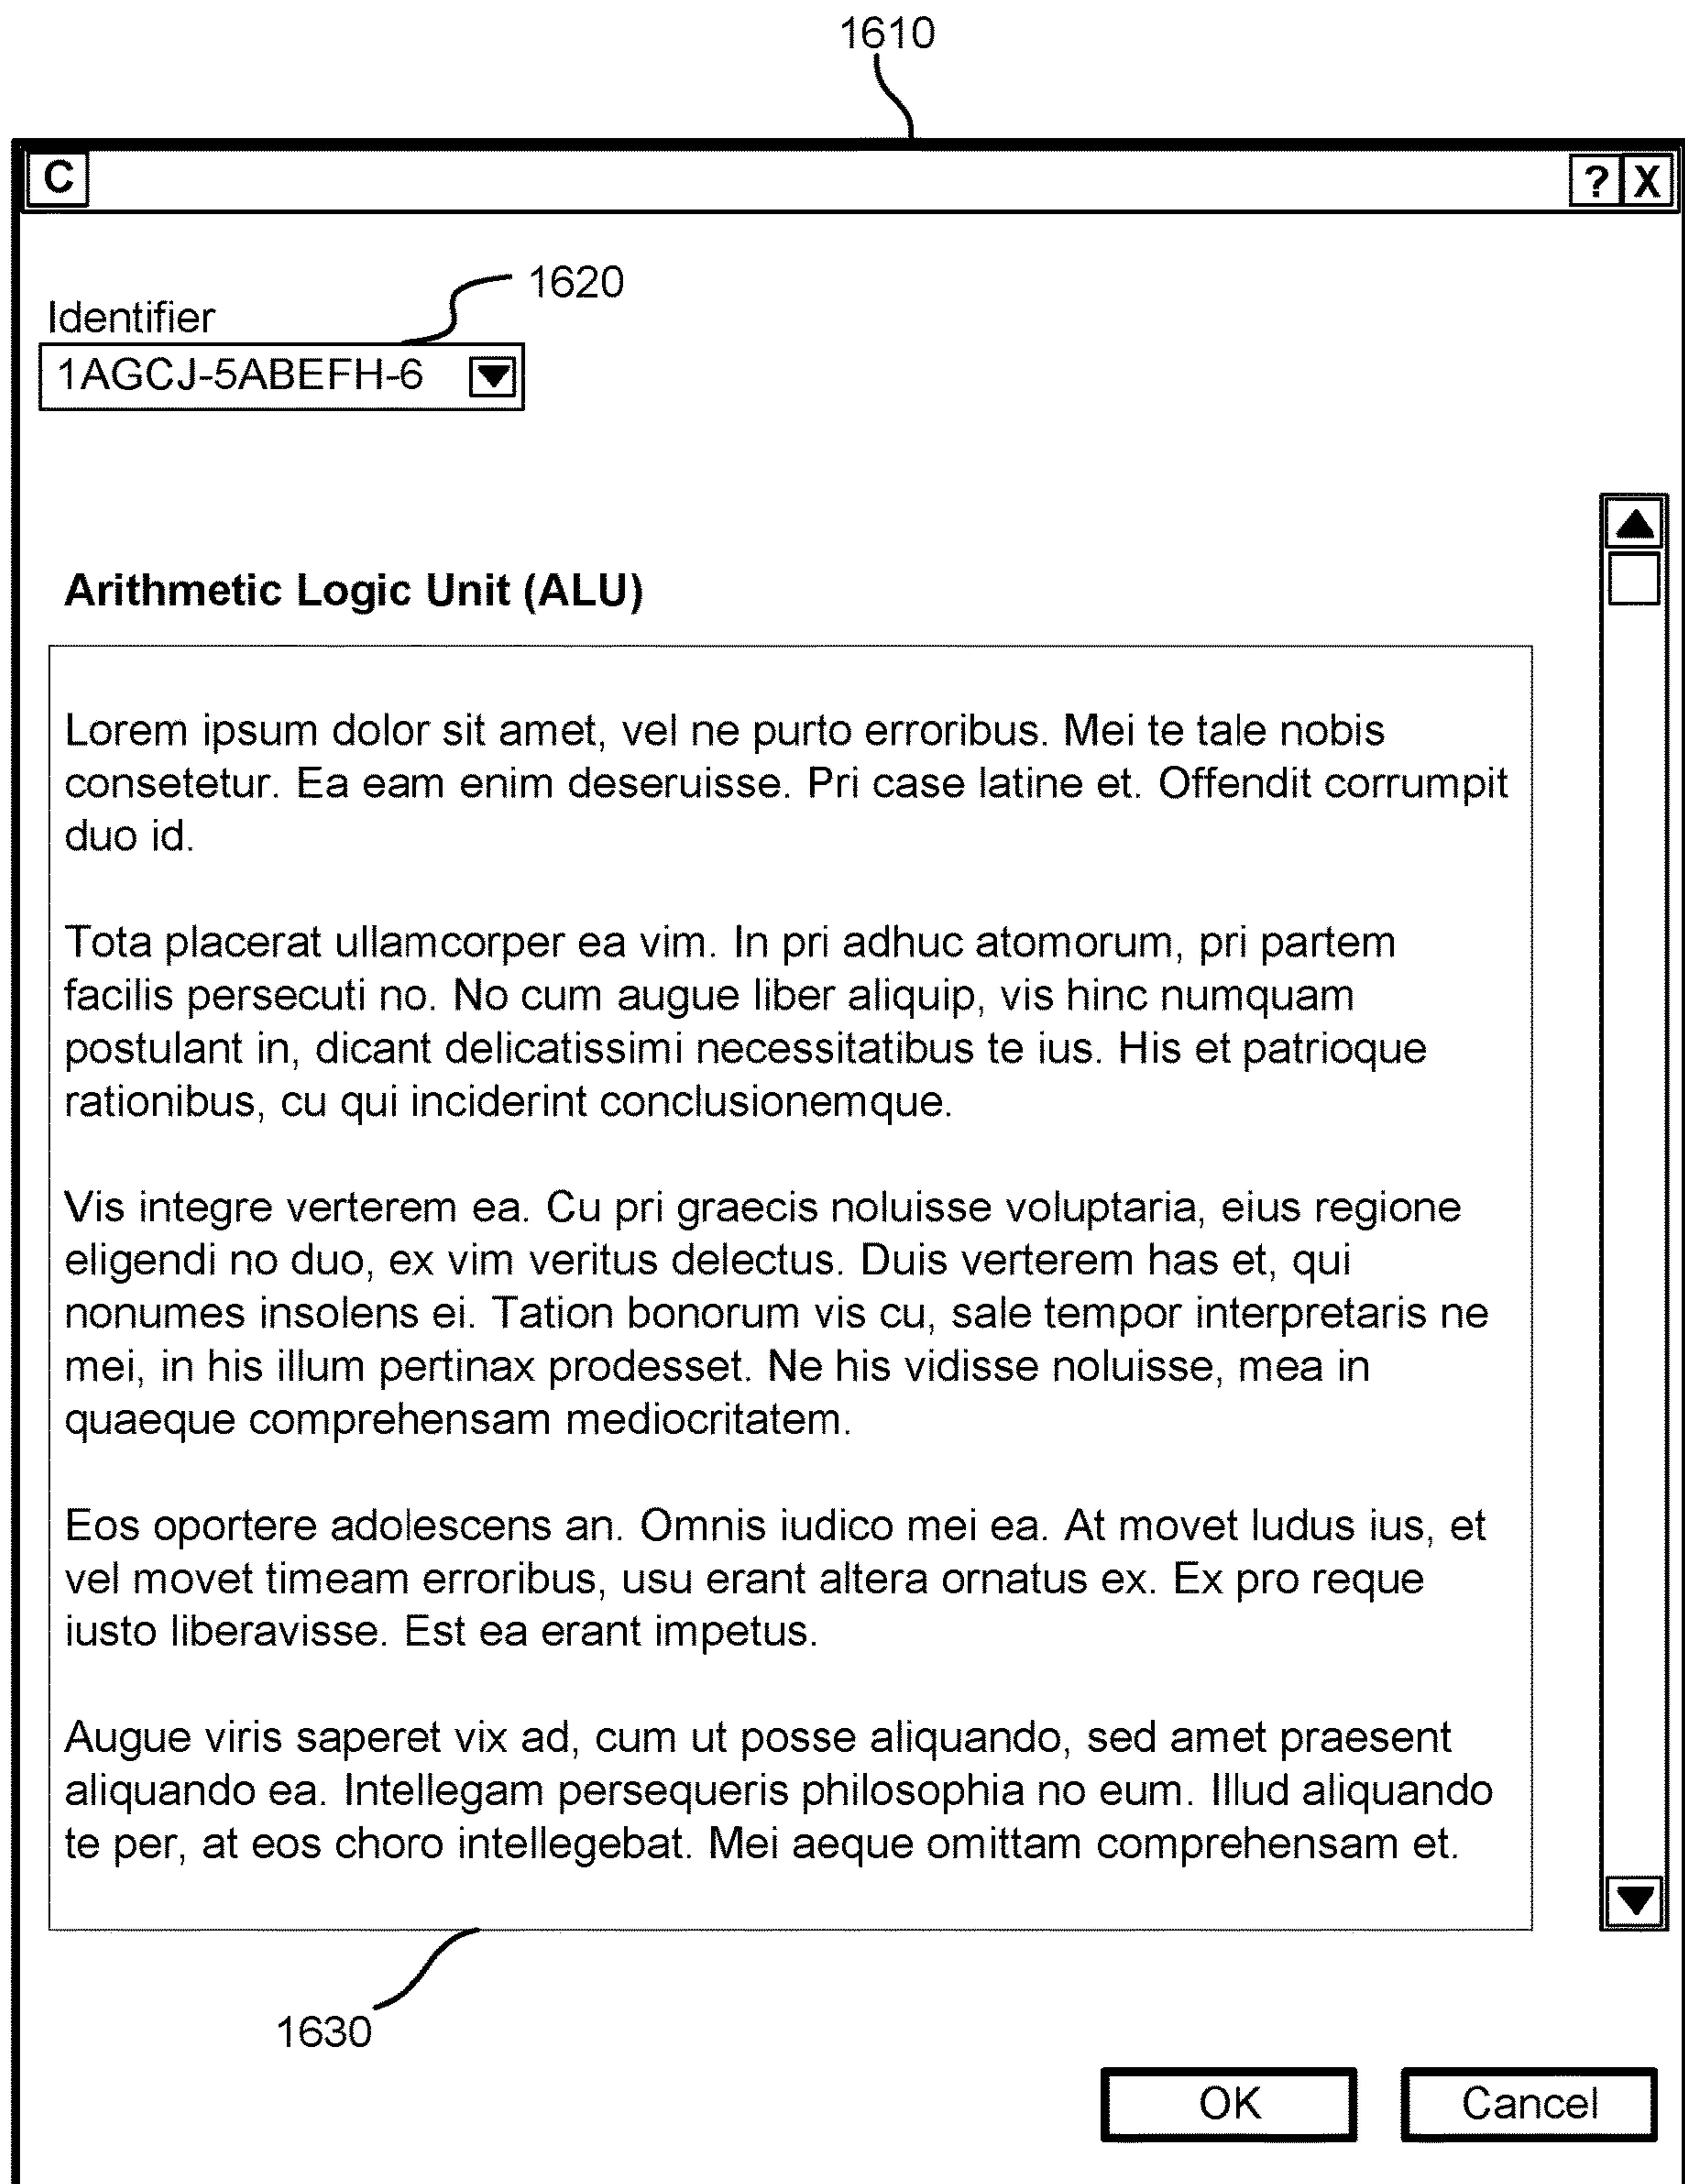 1610
C
? X
1620
Identifier
1AGCJ-5ABEFH-6
Arithmetic Logic Unit (ALU)
Lorem ipsum dolor sit amet, vel ne purto erroribus. Mei te tale nobis
consetetur. Ea eam enim deseruisse. Pri case latine et. Offendit corrumpit
duo id.
Tota placerat ullamcorper ea vim. In pri adhuc atomorum, pri partem
facilis persecuti no. No cum augue liber aliquip, vis hinc numquam
postulant in, dicant delicatissimi necessitatibus te ius. His et patrioque
rationibus, cu qui inciderint conclusionemque.
Vis integre verterem ea. Cu pri graecis noluisse voluptaria, eius regione
eligendi no duo, ex vim veritus delectus. Duis verterem has et, qui
nonumes insolens ei. Tation bonorum vis cu, sale tempor interpretaris ne
mei, in his illum pertinax prodesset. Ne his vidisse noluisse, mea in
quaeque comprehensam mediocritatem.
Eos oportere adolescens an. Omnis iudico mei ea. At movet ludus ius, et
vel movet timeam erroribus, usu erant altera ornatus ex. Ex pro reque
iusto liberavisse. Est ea erant impetus.
Augue viris saperet vix ad, cum ut posse aliquando, sed amet praesent
aliquando ea. Intellegam persequeris philosophia no eum. Illud aliquando
te per, at eos choro intellegebat. Mei aeque omittam comprehensam et.
1630
OK
Cancel